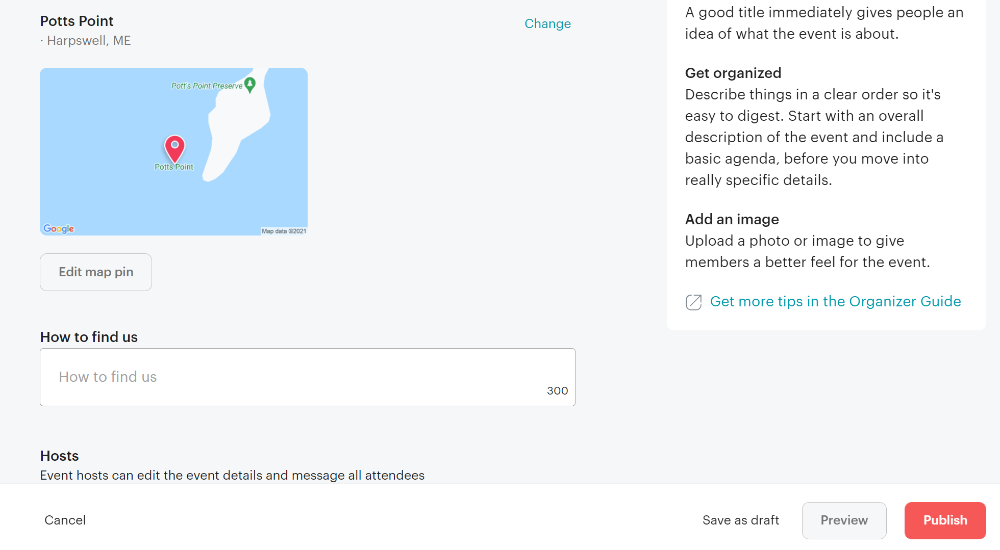 Potts Point
· Harpswell, ME
Change
Pott's Point Preserve
Potts Point
Google
Map data ©2021
Edit map pin
How to find us
How to find us
300
Hosts
Event hosts can edit the event details and message all attendees
A good title immediately gives people an
idea of what the event is about.
Get organized
Describe things in a clear order so it's
easy to digest. Start with an overall
description of the event and include a
basic agenda, before you move into
really specific details.
Add an image
Upload a photo or image to give
members a better feel for the event.
Get more tips in the Organizer Guide
Cancel
Save as draft
Preview
Publish